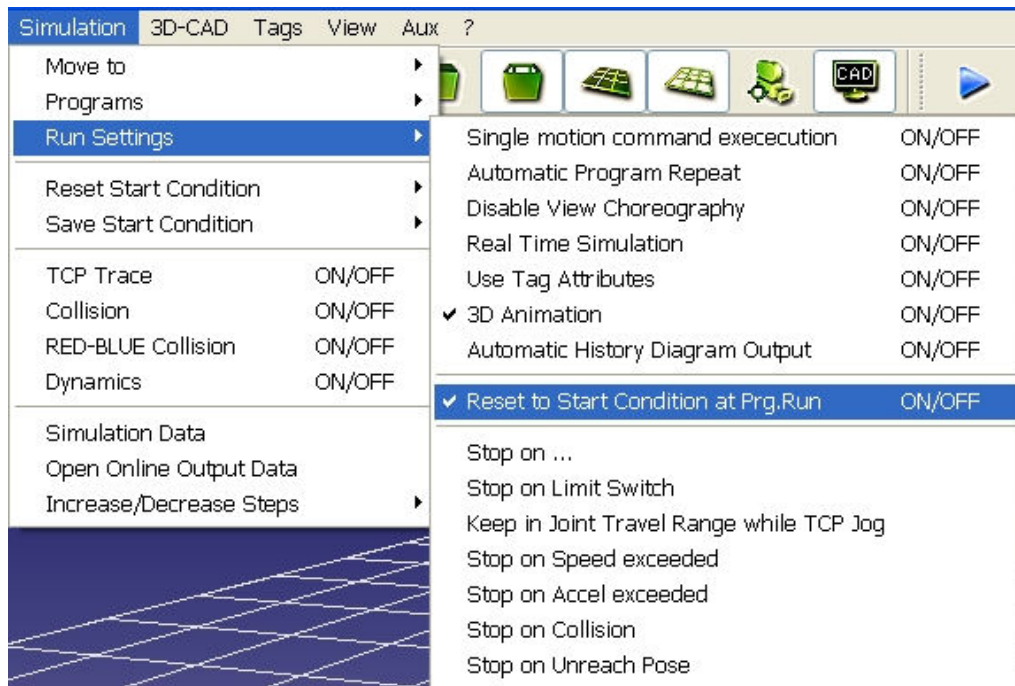 Simulation 3D-CAD Tags View Aux ?
CAD
Move to
Programs
Run Settings
Reset Start Condition
Save Start Condition
TCP Trace ON/OFF
Collision ON/OFF
RED-BLUE Collision ON/OFF
Dynamics ON/OFF
Simulation Data
Open Online Output Data
Increase/Decrease Steps
Single motion command exececution ON/OFF
Automatic Program Repeat ON/OFF
Disable View Choreography ON/OFF
Real Time Simulation ON/OFF
Use Tag Attributes ON/OFF
3D Animation ON/OFF
Automatic History Diagram Output ON/OFF
Reset to Start Condition at Prg.Run ON/OFF
Stop on ...
Stop on Limit Switch
Keep in Joint Travel Range while TCP Jog
Stop on Speed exceeded
Stop on Accel exceeded
Stop on Collision
Stop on Unreach Pose